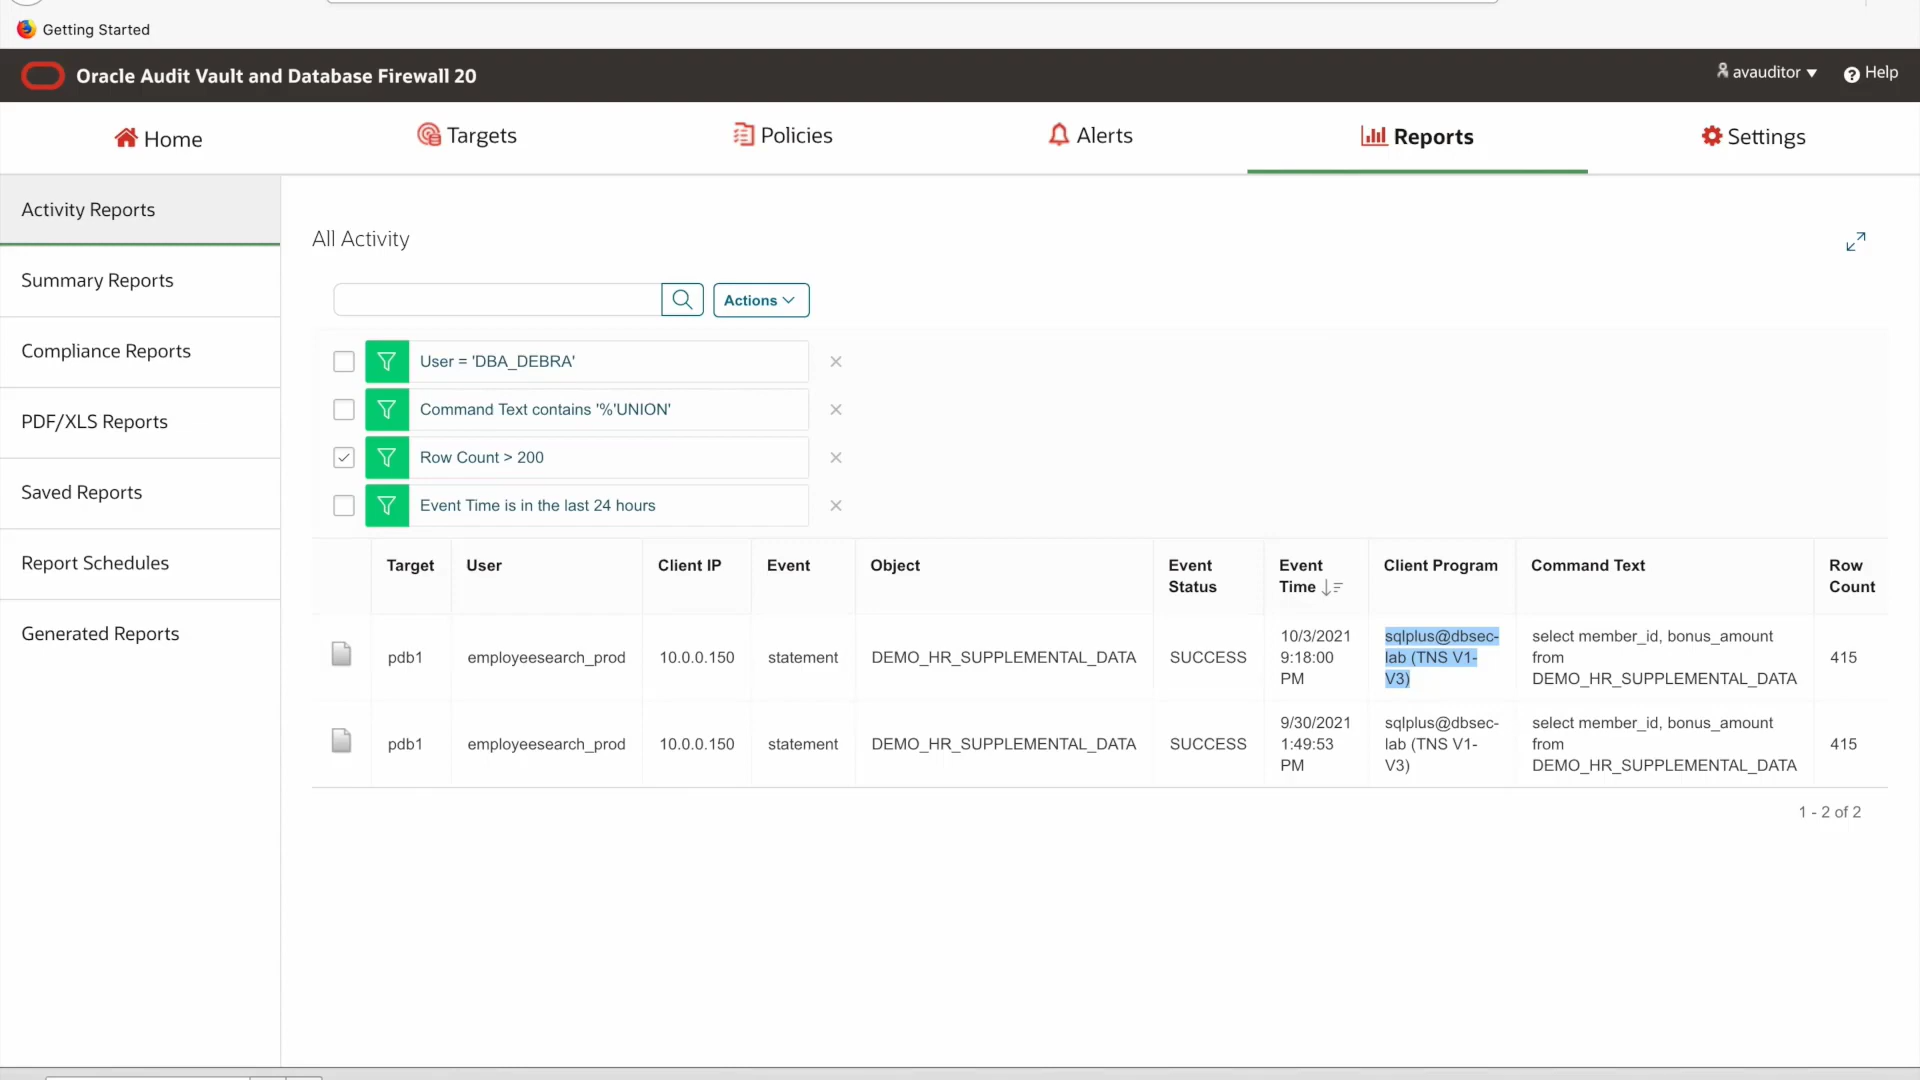 Getting Started
Oracle Audit Vault and Database Firewall 20
avauditor
Help
Home
Targets
Policies
Alerts
Reports
Settings
Activity Reports
Summary Reports
Compliance Reports
PDF/XLS Reports
Saved Reports
Report Schedules
Generated Reports
All Activity
Actions
User = 'DBA_DEBRA'
Command Text contains '%'UNION'
Row Count > 200
Event Time is in the last 24 hours
Target User Client IP Event Object Event Status Event Time Client Program Command Text Row Count
pdb1 employeesearch_prod 10.0.0.150 statement DEMO_HR_SUPPLEMENTAL_DATA SUCCESS 10/3/2021 9:18:00 PM sqlplus@dbsec-lab (TNS V1-V3) select member_id, bonus_amount from DEMO_HR_SUPPLEMENTAL_DATA 415
pdb1 employeesearch_prod 10.0.0.150 statement DEMO_HR_SUPPLEMENTAL_DATA SUCCESS 9/30/2021 1:49:53 PM sqlplus@dbsec-lab (TNS V1-V3) select member_id, bonus_amount from DEMO_HR_SUPPLEMENTAL_DATA 415
1 - 2 of 2